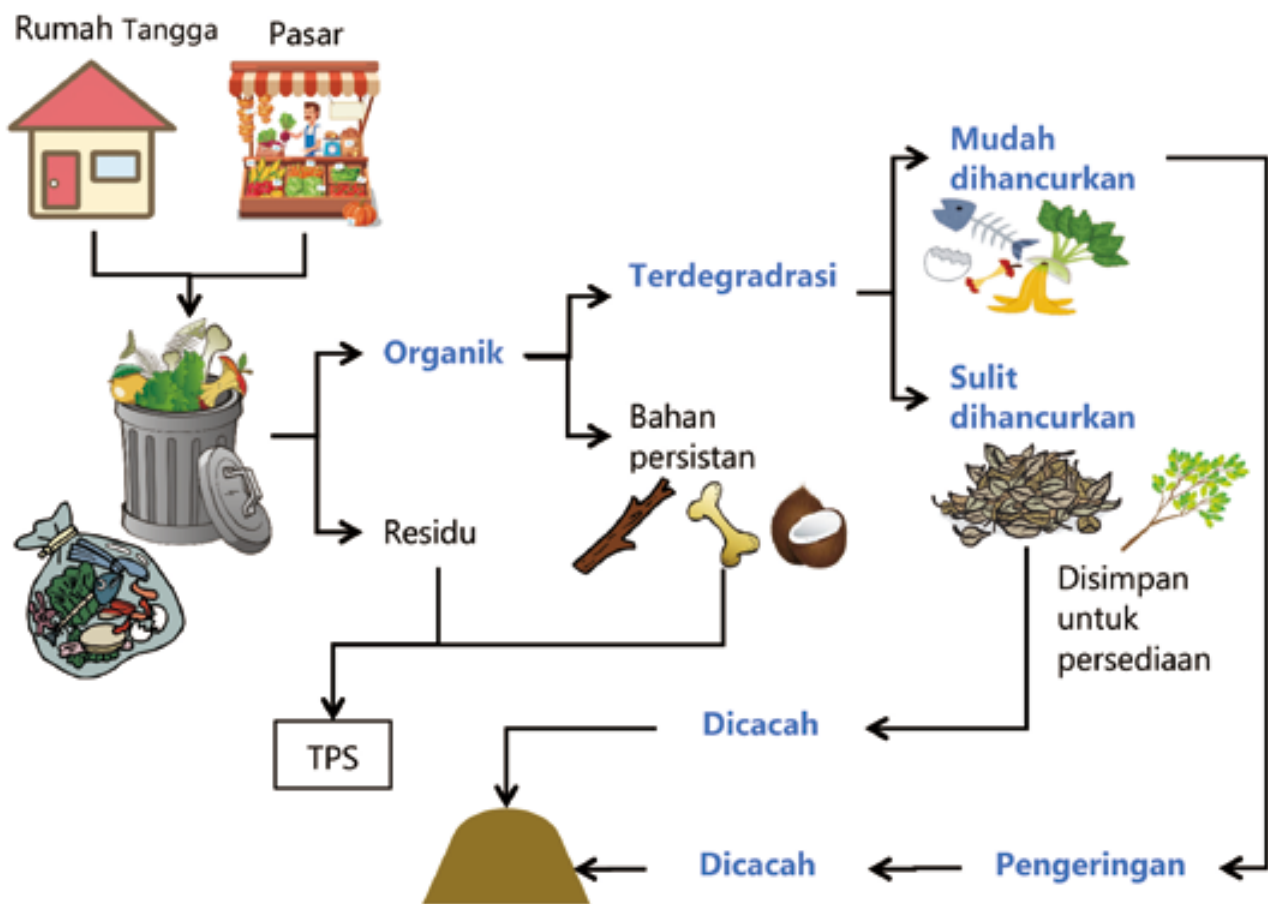 Rumah Tangga
Pasar
Mudah
dihancurkan
Terdegradrasi
Organik
Sulit
dihancurkan
Bahan
persistan
Residu
Disimpan
untuk
persediaan
Dicacah
TPS
Dicacah
Pengeringan